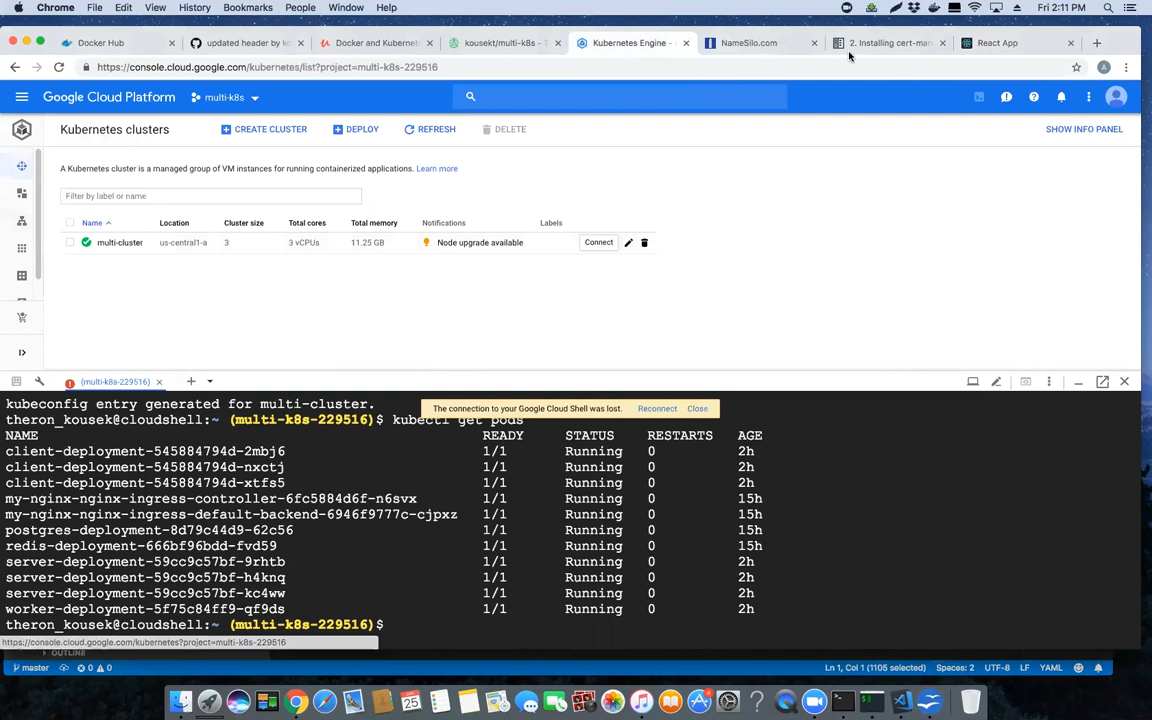 Chrome File Edit View History Bookmarks People Window Help Fri 2:11 PM
Docker Hub updated header by ko Docker and Kubernet kousekt/multi-k8s - T Kubernetes Engine - NameSilo.com 2. Installing cert-man React App
https://console.cloud.google.com/kubernetes/list?project=multi-k8s-229516
Google Cloud Platform multi-k8s
Kubernetes clusters CREATE CLUSTER DEPLOY REFRESH DELETE SHOW INFO PANEL
A Kubernetes cluster is a managed group of VM instances for running containerized applications. Learn more
Filter by label or name
Name Location Cluster size Total cores Total memory Notifications Labels
multi-cluster us-central1-a 3 3 vCPUs 11.25 GB Node upgrade available Connect
(multi-k8s-229516)
kubeconfig entry generated for multi-cluster.
The connection to your Google Cloud Shell was lost. Reconnect Close
theron_kousek@cloudshell:~ (multi-k8s-229516)$ kubectl get pods
NAME READY STATUS RESTARTS AGE
client-deployment-545884794d-2mbj6 1/1 Running 0 2h
client-deployment-545884794d-nxctj 1/1 Running 0 2h
client-deployment-545884794d-xtfs5 1/1 Running 0 2h
my-nginx-nginx-ingress-controller-6fc5884d6f-n6svx 1/1 Running 0 15h
my-nginx-nginx-ingress-default-backend-6946f9777c-cjpxz 1/1 Running 0 15h
postgres-deployment-8d79c44d9-62c56 1/1 Running 0 15h
redis-deployment-666bf96bdd-fvd59 1/1 Running 0 15h
server-deployment-59cc9c57bf-9rhtb 1/1 Running 0 2h
server-deployment-59cc9c57bf-h4knq 1/1 Running 0 2h
server-deployment-59cc9c57bf-kc4ww 1/1 Running 0 2h
worker-deployment-5f75c84ff9-qf9ds 1/1 Running 0 2h
theron_kousek@cloudshell:~ (multi-k8s-229516)$
https://console.cloud.google.com/kubernetes?project=multi-k8s-229516
OUTLINE
master 0 0 Ln 1, Col 1 (1105 selected) Spaces: 2 UTF-8 LF YAML